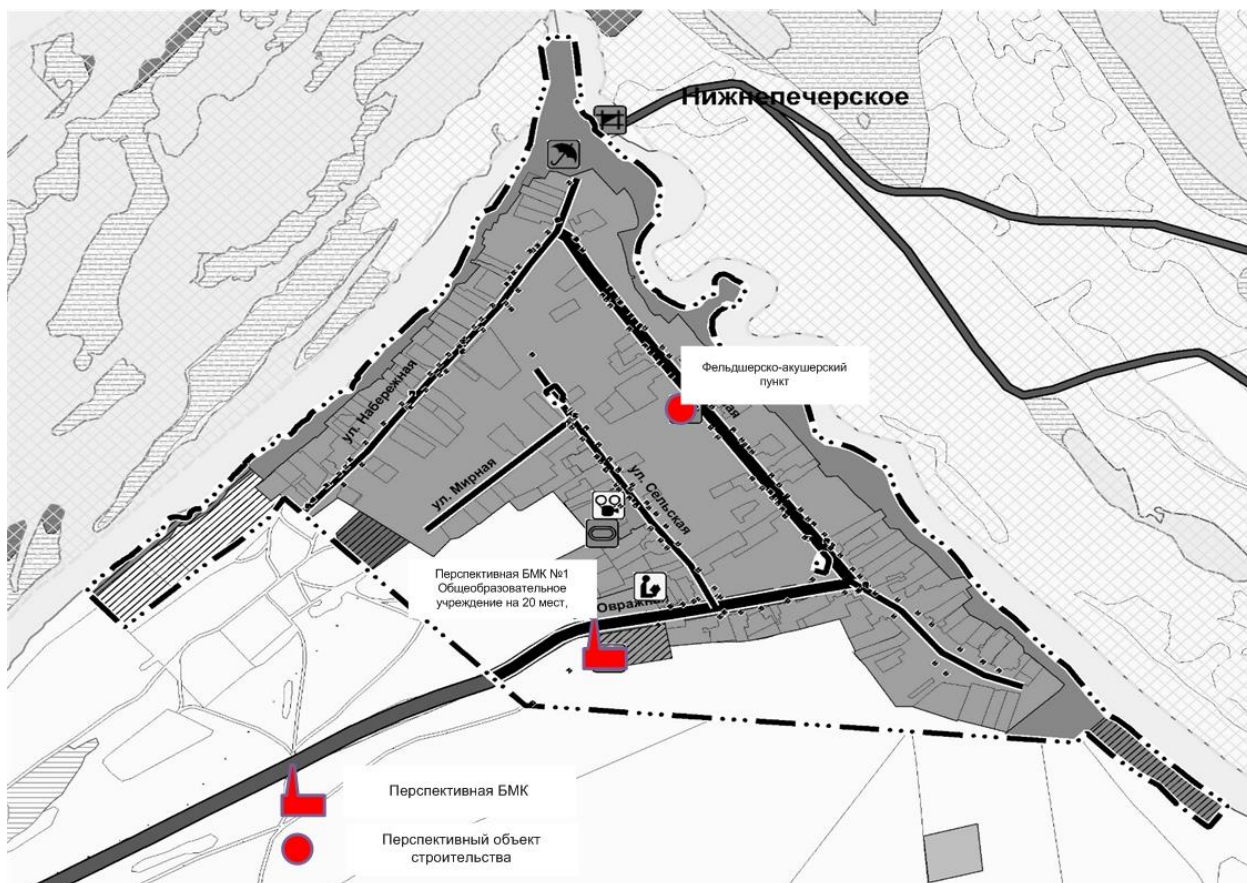 Нижнепечерское
Фельдшерско-акушерский
пункт
ул. Набережная
ул. Мирная
ул. Сельская
Перспективная БМК №1
Общеобразовательное
учреждение на 20 мест,
Перспективная БМК
Перспективный объект
строительства